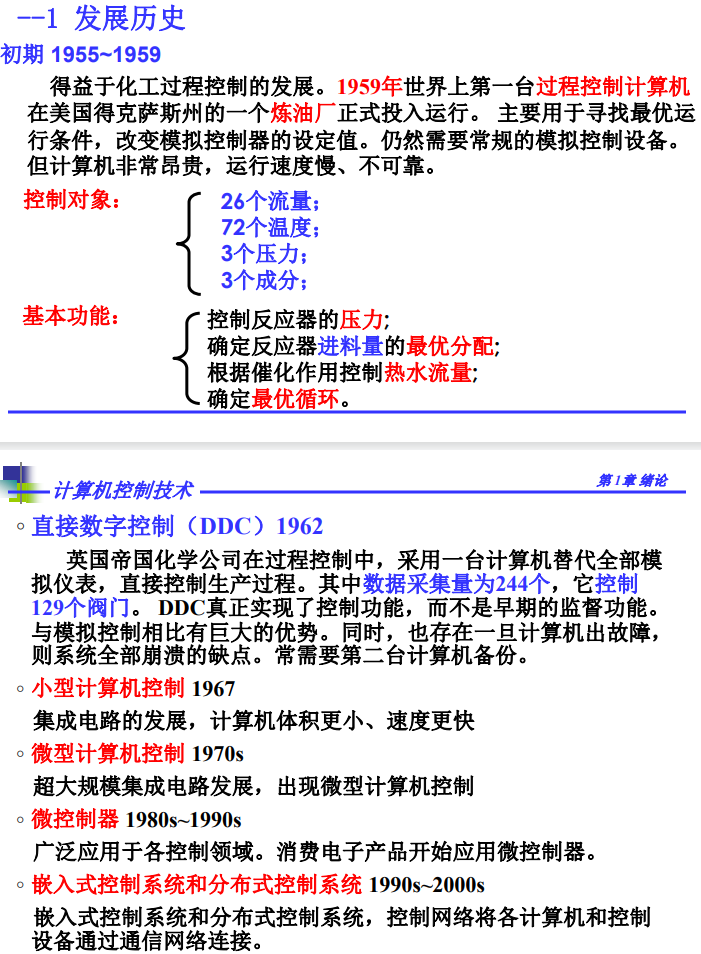 --1 发展历史
初期 1955~1959
得益于化工过程控制的发展。1959年世界上第一台过程控制计算机
在美国得克萨斯州的一个炼油厂正式投入运行。 主要用于寻找最优运
行条件，改变模拟控制器的设定值。仍然需要常规的模拟控制设备。
但计算机非常昂贵，运行速度慢、不可靠。
控制对象：
26个流量；
72个温度；
3个压力；
3个成分；
基本功能：
控制反应器的压力;
确定反应器进料量的最优分配;
根据催化作用控制热水流量;
确定最优循环。
计算机控制技术
第1章 绪论
直接数字控制（DDC）1962
英国帝国化学公司在过程控制中，采用一台计算机替代全部模
拟仪表，直接控制生产过程。其中数据采集量为244个，它控制
129个阀门。 DDC真正实现了控制功能，而不是早期的监督功能。
与模拟控制相比有巨大的优势。同时，也存在一旦计算机出故障，
则系统全部崩溃的缺点。常需要第二台计算机备份。
小型计算机控制 1967
集成电路的发展，计算机体积更小、速度更快
微型计算机控制 1970s
超大规模集成电路发展，出现微型计算机控制
微控制器 1980s~1990s
广泛应用于各控制领域。消费电子产品开始应用微控制器。
嵌入式控制系统和分布式控制系统 1990s~2000s
嵌入式控制系统和分布式控制系统，控制网络将各计算机和控制
设备通过通信网络连接。